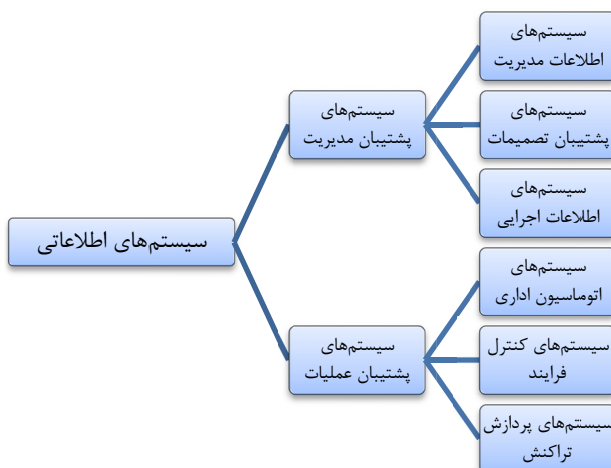 سیستم‌های
اطلاعات مدیریت
سیستم‌های
پشتیبان مدیریت
سیستم‌های
پشتیبان تصمیمات
سیستم‌های
اطلاعات اجرایی
سیستم‌های اطلاعاتی
سیستم‌های
اتوماسیون اداری
سیستم‌های
پشتیبان عملیات
سیستم‌های کنترل
فرایند
سیستم‌های پردازش
تراکنش